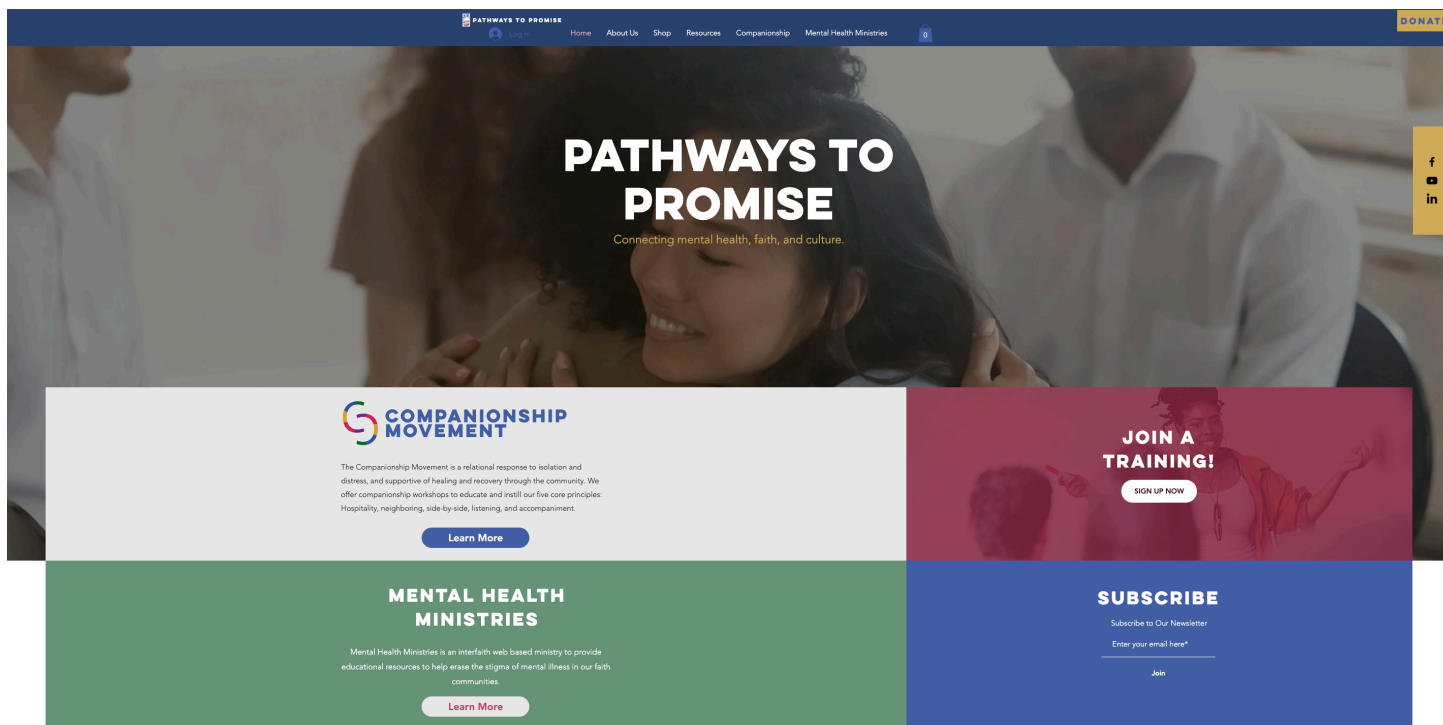 PATHWAYS TO PROMISE
DONAT
Log In
Home About Us Shop Resources Companionship Mental Health Ministries 0
PATHWAYS TO
PROMISE
Connecting mental health, faith, and culture.
COMPANIONSHIP
MOVEMENT
The Companionship Movement is a relational response to isolation and
distress, and supportive of healing and recovery through the community. We
offer companionship workshops to educate and instill our five core principles:
Hospitality, neighboring, side-by-side, listening, and accompaniment.
Learn More
JOIN A
TRAINING!
SIGN UP NOW
MENTAL HEALTH
MINISTRIES
Mental Health Ministries is an interfaith web based ministry to provide
educational resources to help erase the stigma of mental illness in our faith
communities.
Learn More
SUBSCRIBE
Subscribe to Our Newsletter
Enter your email here*
Join